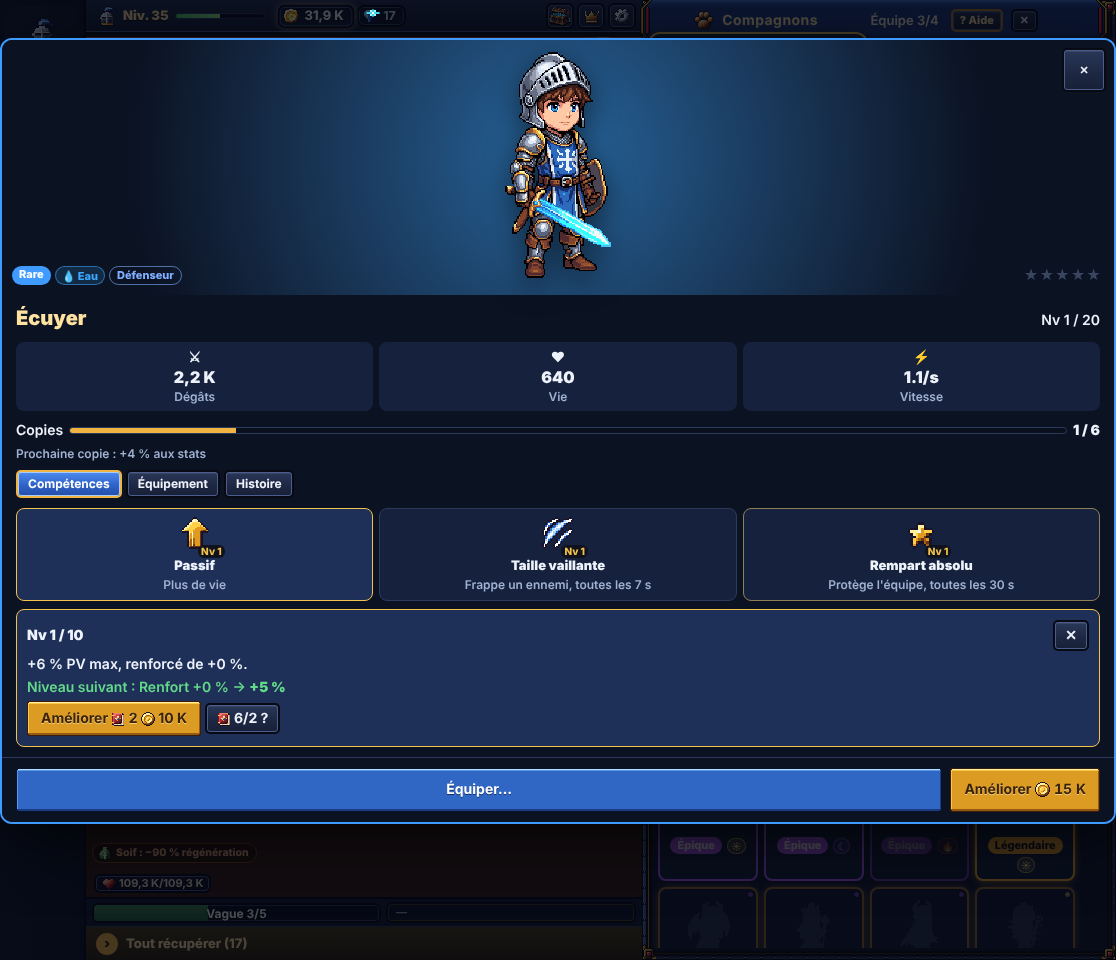 Niv. 35
31,9 K
17
Compagnons
Équipe 3/4
? Aide
×
×
Rare
Eau
Défenseur
Écuyer
Nv 1 / 20
2,2 K
Dégâts
640
Vie
1.1/s
Vitesse
Copies
1 / 6
Prochaine copie : +4 % aux stats
Compétences
Équipement
Histoire
Nv 1
Passif
Plus de vie
Nv 1
Taille vaillante
Frappe un ennemi, toutes les 7 s
Nv 1
Rempart absolu
Protège l'équipe, toutes les 30 s
Nv 1 / 10
×
+6 % PV max, renforcé de +0 %.
Niveau suivant : Renfort +0 % → +5 %
Améliorer 2 10 K
6/2 ?
Équiper...
Améliorer 15 K
Soif : −90 % régénération
109,3 K/109,3 K
Vague 3/5
—
Tout récupérer (17)
Épique
Épique
Épique
Légendaire